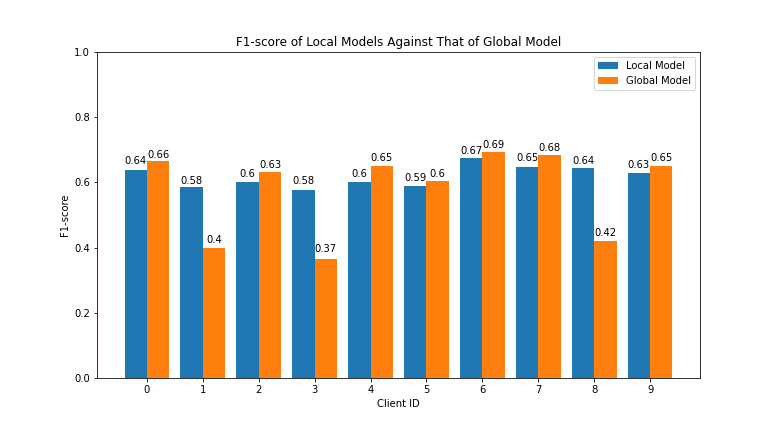 F1-score of Local Models Against That of Global Model
1.0
Local Model
Global Model
0.8
0.64 0.66 0.58 0.4 0.6 0.63 0.58 0.37 0.6 0.65 0.59 0.6 0.67 0.69 0.65 0.68 0.64 0.42 0.63 0.65
0.6
F1-score
0.4
0.2
0.0
0 1 2 3 4 5 6 7 8 9
Client ID